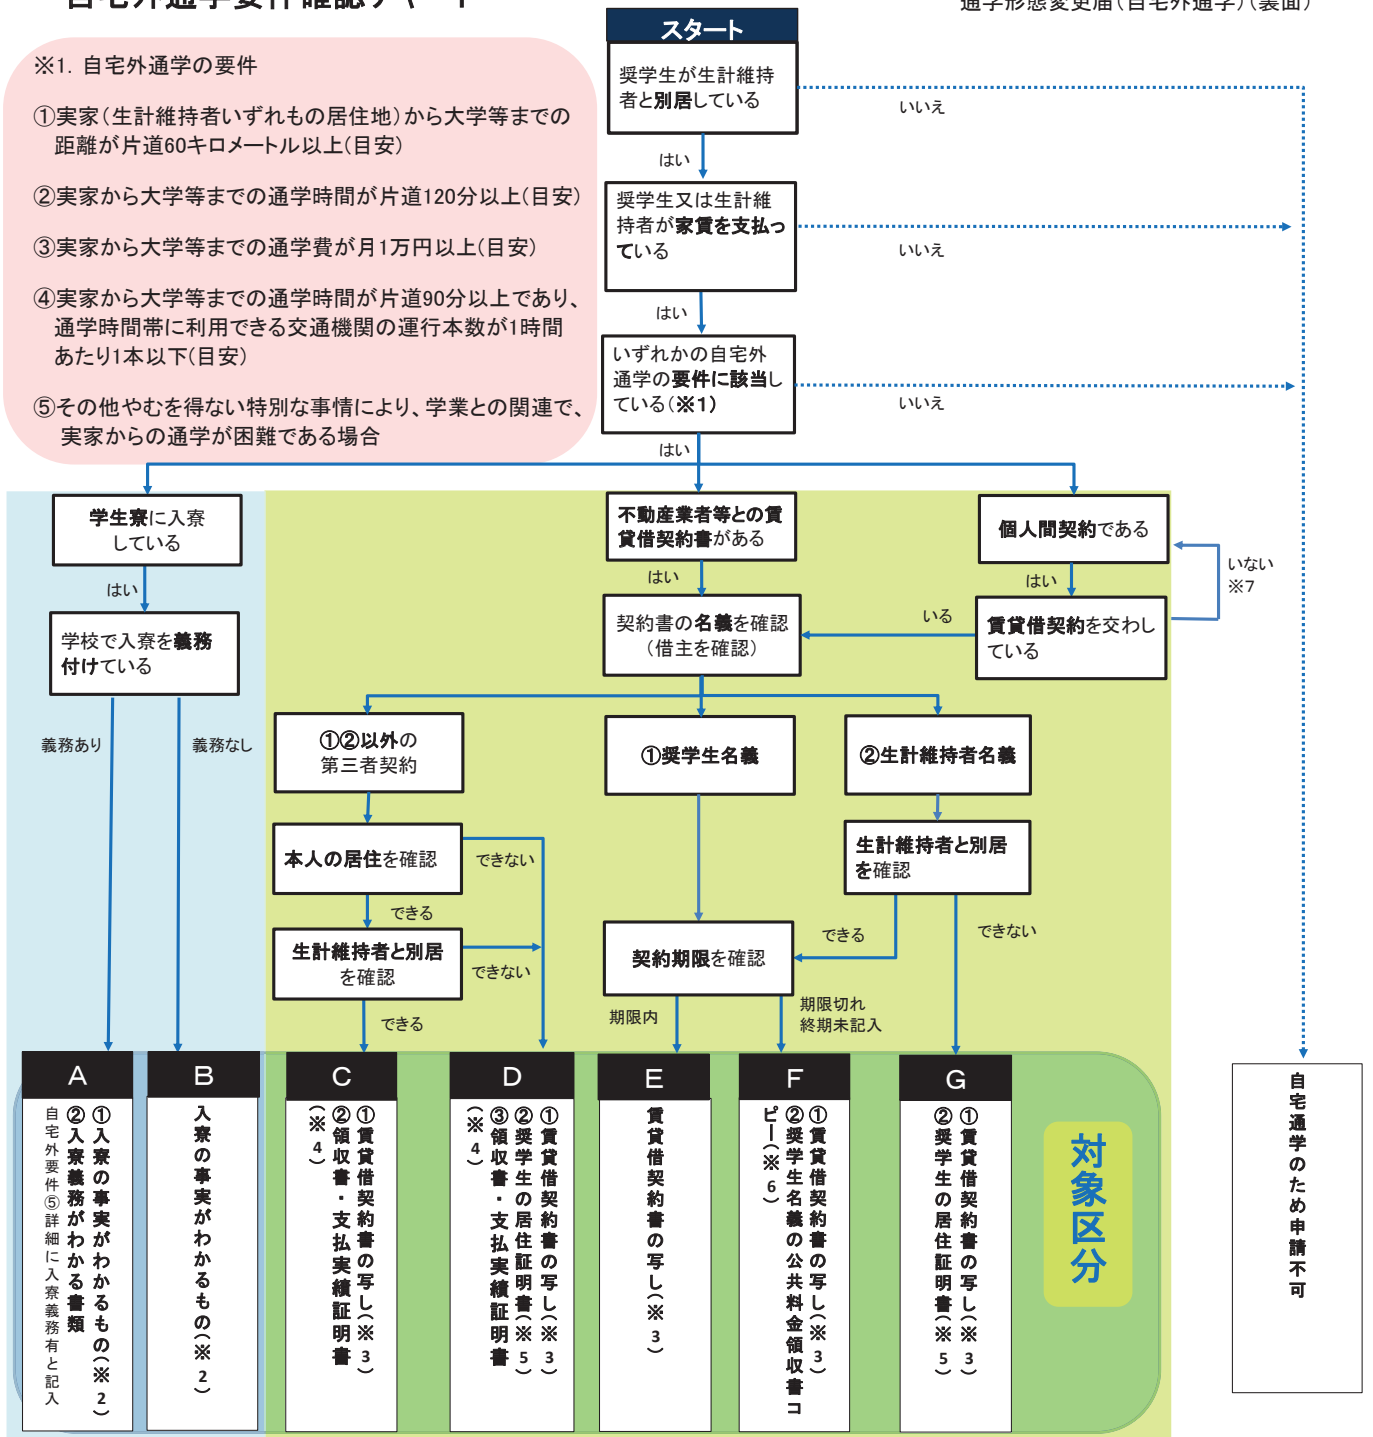 自宅外通学要件確認チャート
通学形態変更届(自宅外通学)(裏面)
※1. 自宅外通学の要件
①実家(生計維持者いずれもの居住地)から大学等までの
距離が片道60キロメートル以上(目安)
②実家から大学等までの通学時間が片道120分以上(目安)
③実家から大学等までの通学費が月1万円以上(目安)
④実家から大学等までの通学時間が片道90分以上であり、
通学時間帯に利用できる交通機関の運行本数が1時間
あたり1本以下(目安)
⑤その他やむを得ない特別な事情により、学業との関連で、
実家からの通学が困難である場合
スタート
奨学生が生計維持
者と別居している
いいえ
はい
奨学生又は生計維
持者が家賃を支払っ
ている
いいえ
はい
いずれかの自宅外
通学の要件に該当し
ている(※1)
いいえ
はい
学生寮に入寮
している
はい
学校で入寮を義務
付けている
義務あり
義務なし
不動産業者等との賃
貸借契約書がある
はい
契約書の名義を確認
(借主を確認)
個人間契約である
はい
いない
※7
賃貸借契約を交わし
ている
いる
①②以外の
第三者契約
①奨学生名義
②生計維持者名義
本人の居住を確認
できない
できる
生計維持者と別居
を確認
できない
できる
生計維持者と別居
を確認
できる
できない
契約期限を確認
期限内
期限切れ
終期未記入
A
①入寮の事実がわかるもの(※2)
②入寮義務がわかる書類
自宅外要件⑤詳細に入寮義務有と記入
B
入寮の事実がわかるもの(※2)
C
①賃貸借契約書の写し(※3)
②領収書・支払実績証明書
(※4)
D
①賃貸借契約書の写し(※3)
②奨学生の居住証明書(※5)
③領収書・支払実績証明書
(※4)
E
賃貸借契約書の写し(※3)
F
①賃貸借契約書の写し(※3)
②奨学生名義の公共料金領収書コ
ピー(※6)
G
①賃貸借契約書の写し(※3)
②奨学生の居住証明書(※5)
対象区分
自宅通学のため申請不可